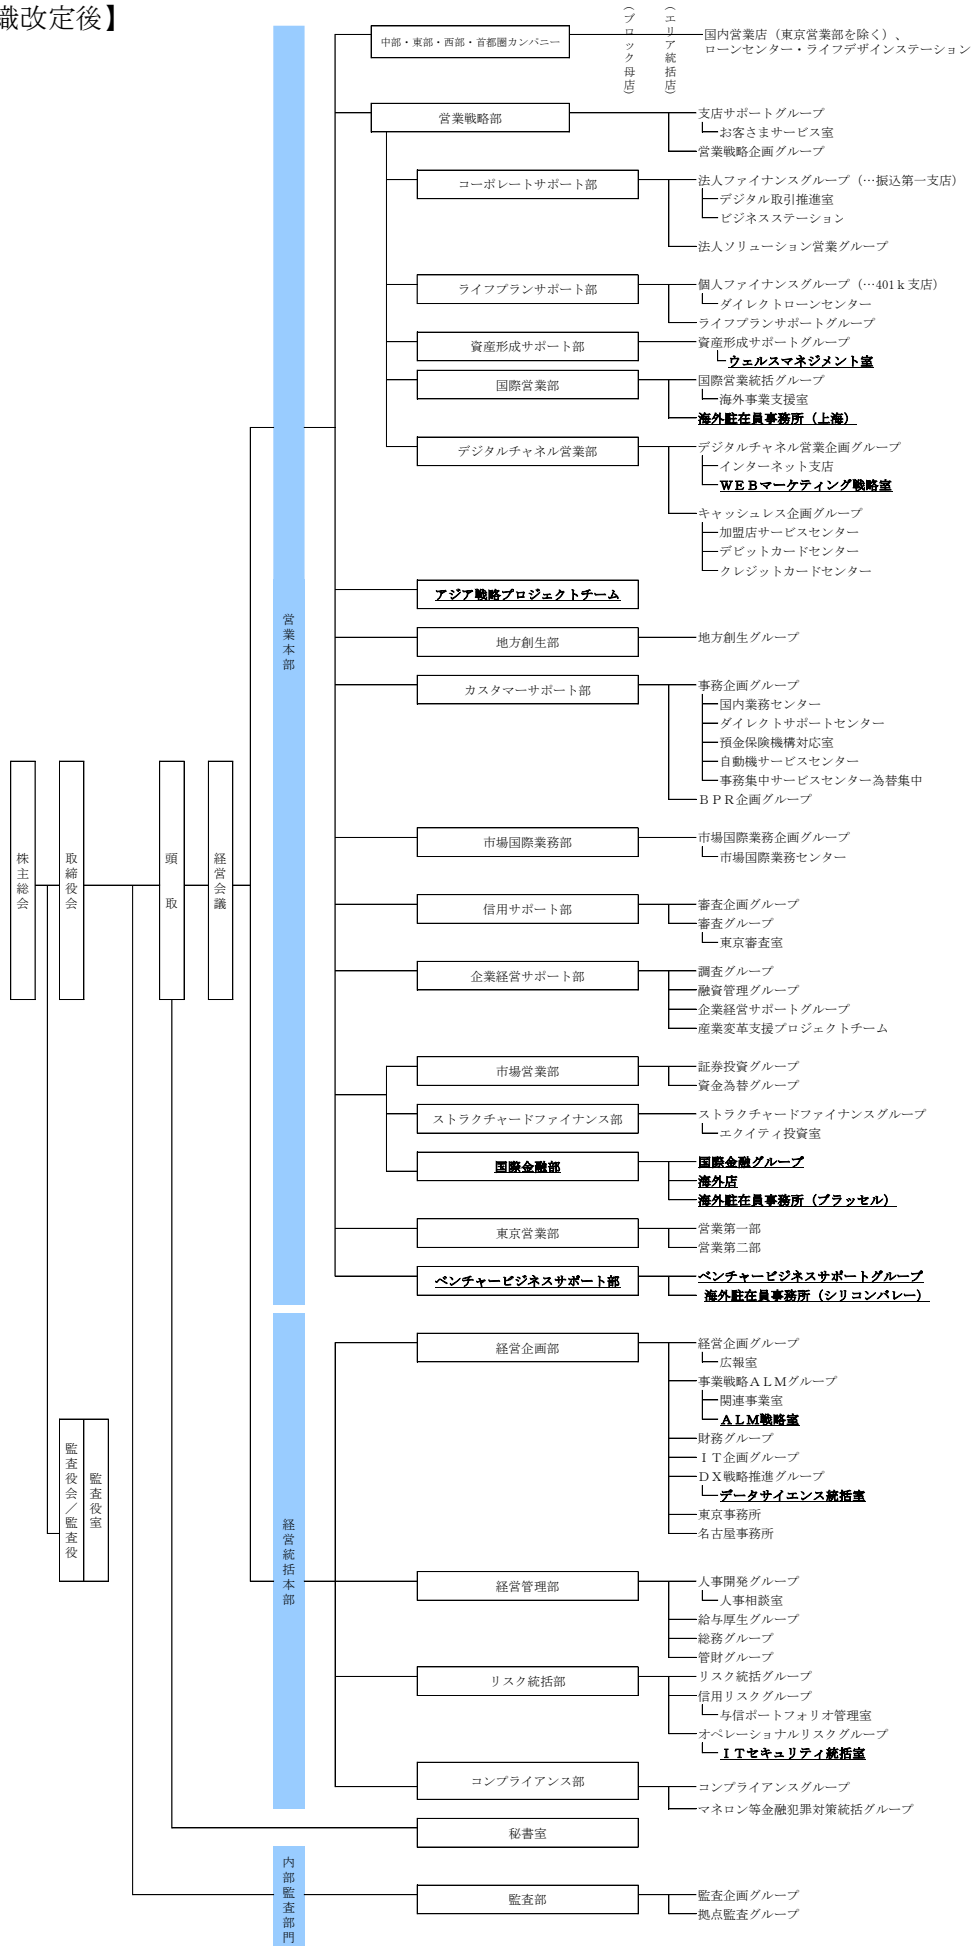 織改定後】
（ブロック母店）
（エリア統括店）
中部・東部・西部・首都圏カンパニー
国内営業店（東京営業部を除く）、
ローンセンター・ライフデザインステーション
営業戦略部
支店サポートグループ
お客さまサービス室
営業戦略企画グループ
コーポレートサポート部
法人ファイナンスグループ（…振込第一支店）
デジタル取引推進室
ビジネスステーション
法人ソリューション営業グループ
ライフプランサポート部
個人ファイナンスグループ（…401ｋ支店）
ダイレクトローンセンター
ライフプランサポートグループ
資産形成サポート部
資産形成サポートグループ
ウェルスマネジメント室
国際営業部
国際営業統括グループ
海外事業支援室
海外駐在員事務所（上海）
デジタルチャネル営業部
デジタルチャネル営業企画グループ
インターネット支店
ＷＥＢマーケティング戦略室
キャッシュレス企画グループ
加盟店サービスセンター
デビットカードセンター
クレジットカードセンター
アジア戦略プロジェクトチーム
営業本部
地方創生部
地方創生グループ
カスタマーサポート部
事務企画グループ
国内業務センター
ダイレクトサポートセンター
預金保険機構対応室
自動機サービスセンター
事務集中サービスセンター為替集中
ＢＰＲ企画グループ
株主総会
取締役会
頭取
経営会議
市場国際業務部
市場国際業務企画グループ
市場国際業務センター
信用サポート部
審査企画グループ
審査グループ
東京審査室
企業経営サポート部
調査グループ
融資管理グループ
企業経営サポートグループ
産業変革支援プロジェクトチーム
市場営業部
証券投資グループ
資金為替グループ
ストラクチャードファイナンス部
ストラクチャードファイナンスグループ
エクイティ投資室
国際金融部
国際金融グループ
海外店
海外駐在員事務所（ブラッセル）
東京営業部
営業第一部
営業第二部
ベンチャービジネスサポート部
ベンチャービジネスサポートグループ
海外駐在員事務所（シリコンバレー）
経営企画部
経営企画グループ
広報室
事業戦略ＡＬＭグループ
関連事業室
ＡＬＭ戦略室
財務グループ
ＩＴ企画グループ
ＤＸ戦略推進グループ
データサイエンス統括室
東京事務所
名古屋事務所
監査役会／監査役
監査役室
経営統括本部
経営管理部
人事開発グループ
人事相談室
給与厚生グループ
総務グループ
管財グループ
リスク統括部
リスク統括グループ
信用リスクグループ
与信ポートフォリオ管理室
オペレーショナルリスクグループ
ＩＴセキュリティ統括室
コンプライアンス部
コンプライアンスグループ
マネロン等金融犯罪対策統括グループ
秘書室
内部監査部門
監査部
監査企画グループ
拠点監査グループ